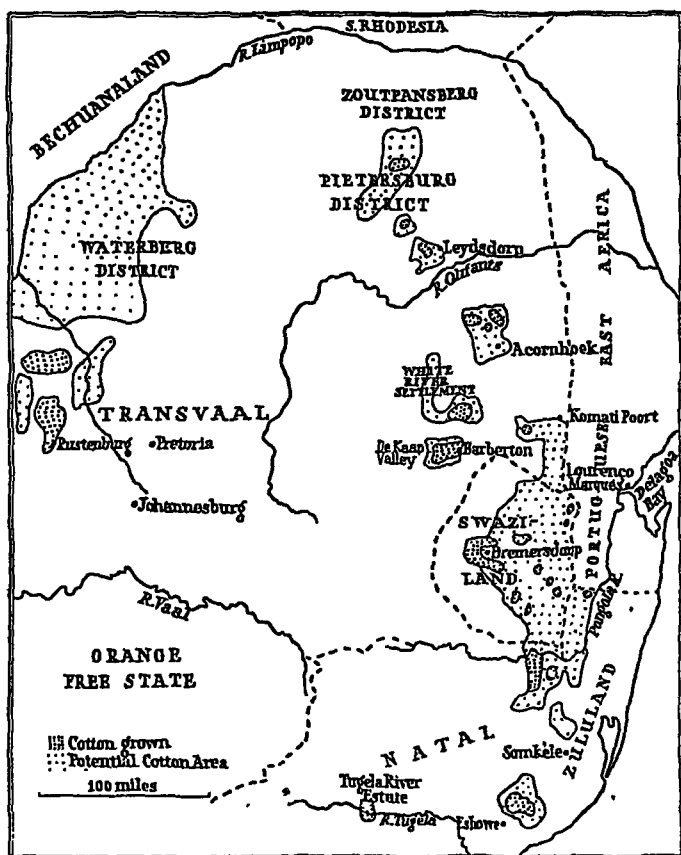 S. RHODESIA
R. Limpopo
BECHUANALAND
ZOUTPANSBERG
DISTRICT
PIETERSBURG
DISTRICT
WATERBERG
DISTRICT
Leydsdorn
R. Olifants
PORTUGUESE EAST AFRICA
Acornhoek
WHITE
RIVER
SETTLEMENT
TRANSVAAL
Komati Poort
Rustenburg
Pretoria
De Kaap
Valley
Barberton
Lourenco
Marques
Delagoa
Bay
Johannesburg
SWAZI-
LAND
Bremersdorp
Pongola R.
R. Vaal
ORANGE
FREE STATE
ZULULAND
NATAL
Cotton grown
Potential Cotton Area
100 miles
Somkele
Tugela River
Estate
R. Tugela
Eshowe